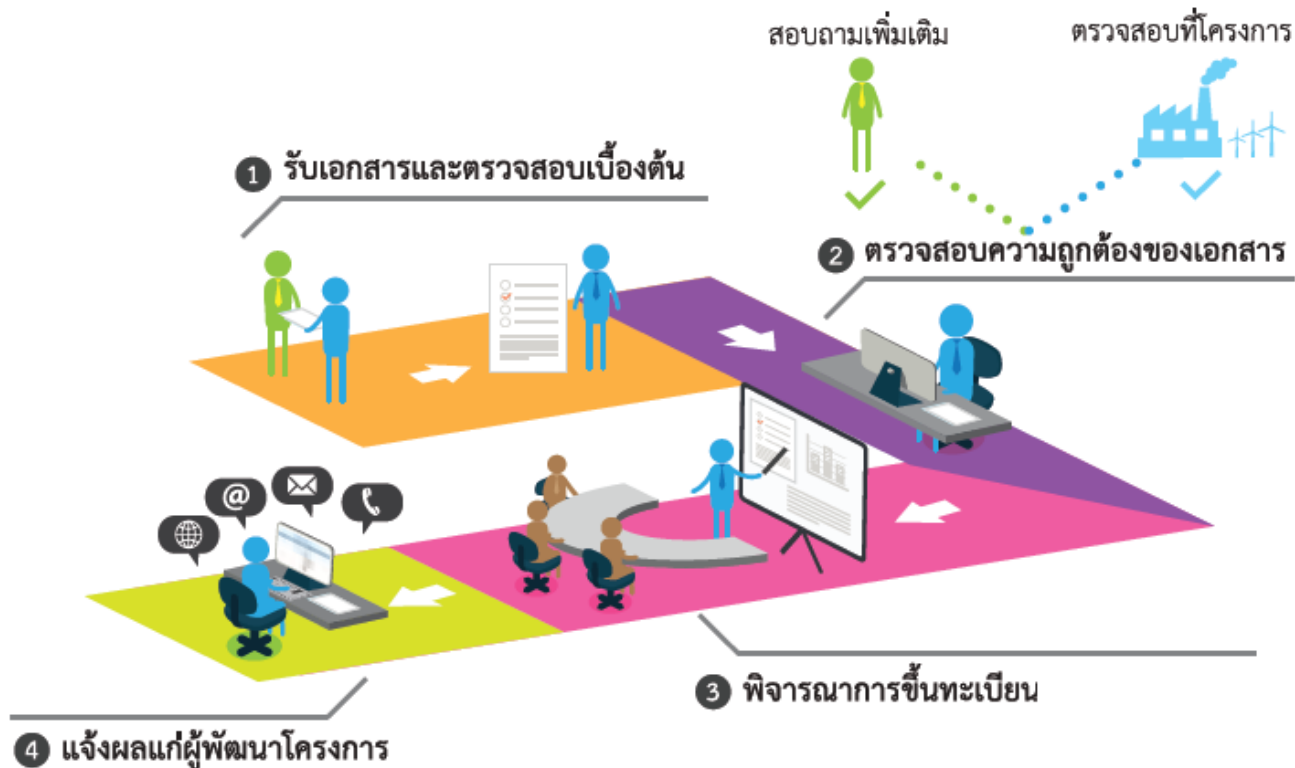 สอบถามเพิ่มเติม
ตรวจสอบที่โครงการ
1 รับเอกสารและตรวจสอบเบื้องต้น
2 ตรวจสอบความถูกต้องของเอกสาร
@
3 พิจารณาการขึ้นทะเบียน
4 แจ้งผลแก่ผู้พัฒนาโครงการ